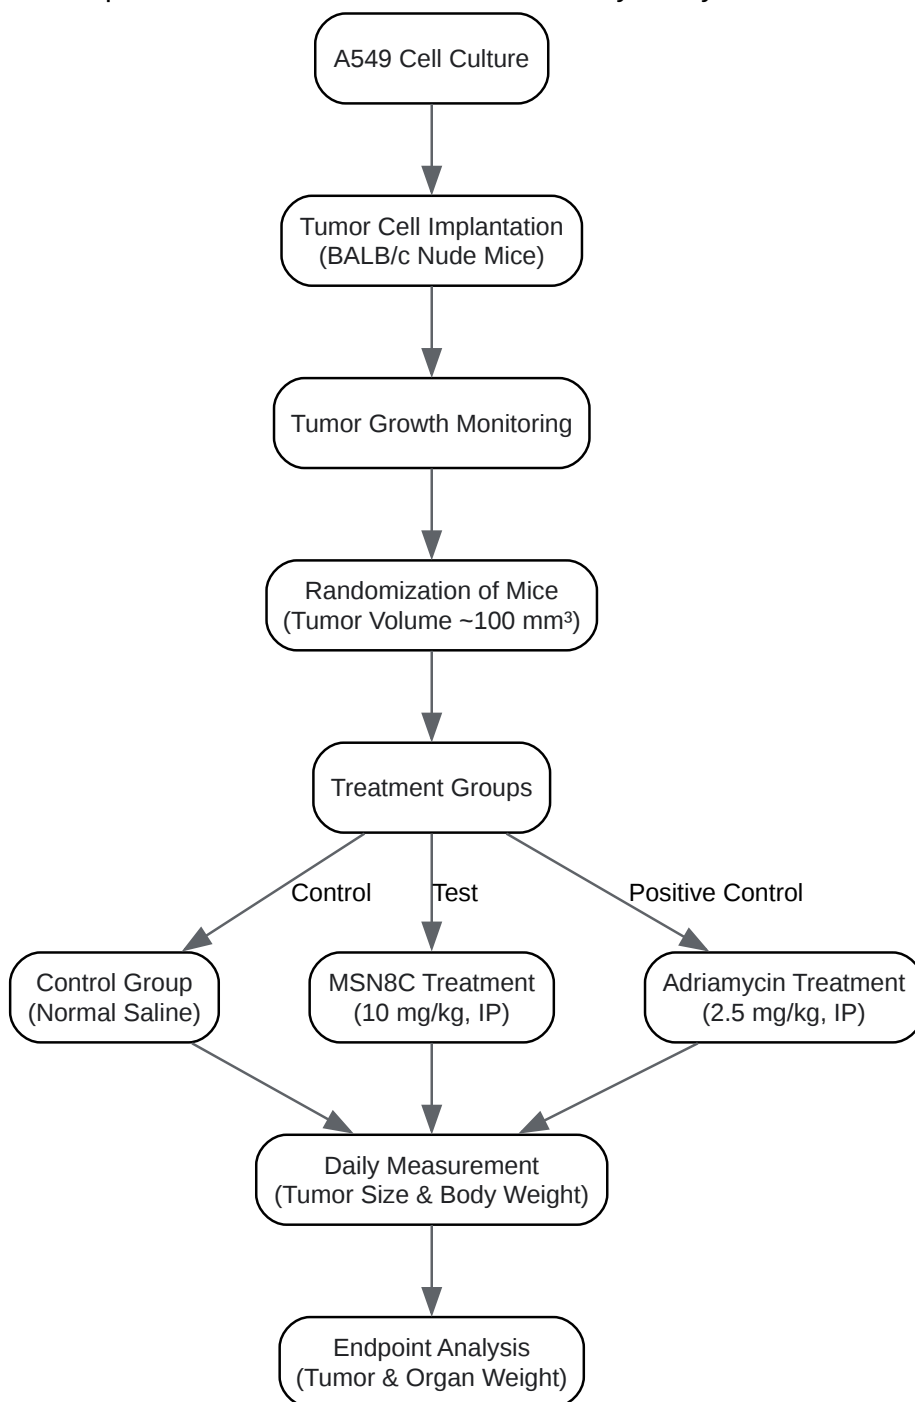 A549 Cell Culture
Tumor Cell Implantation
(BALB/c Nude Mice)
Tumor Growth Monitoring
Randomization of Mice
(Tumor Volume ~100 mm³)
Treatment Groups
Control
Test
Positive Control
Control Group
(Normal Saline)
MSN8C Treatment
(10 mg/kg, IP)
Adriamycin Treatment
(2.5 mg/kg, IP)
Daily Measurement
(Tumor Size & Body Weight)
Endpoint Analysis
(Tumor & Organ Weight)